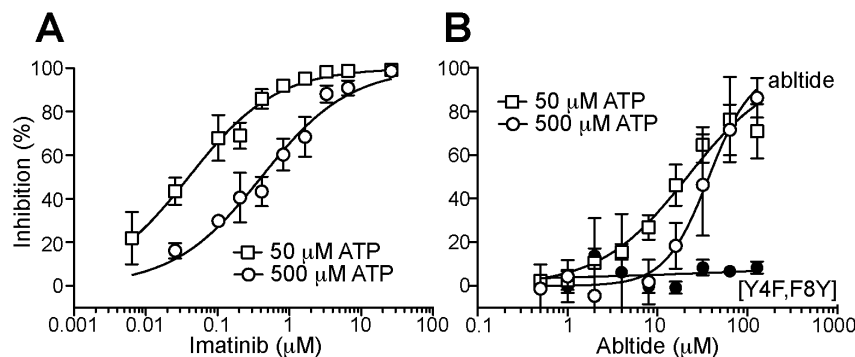 A
B
100
80
60
40
20
0
Inhibition (%)
50 μM ATP
500 μM ATP
0.001
0.01
0.1
1
10
100
Imatinib (μM)
100
80
60
40
20
0
50 μM ATP
500 μM ATP
abltide
[Y4F,F8Y]
0.1
1
10
100
1000
Abltide (μM)